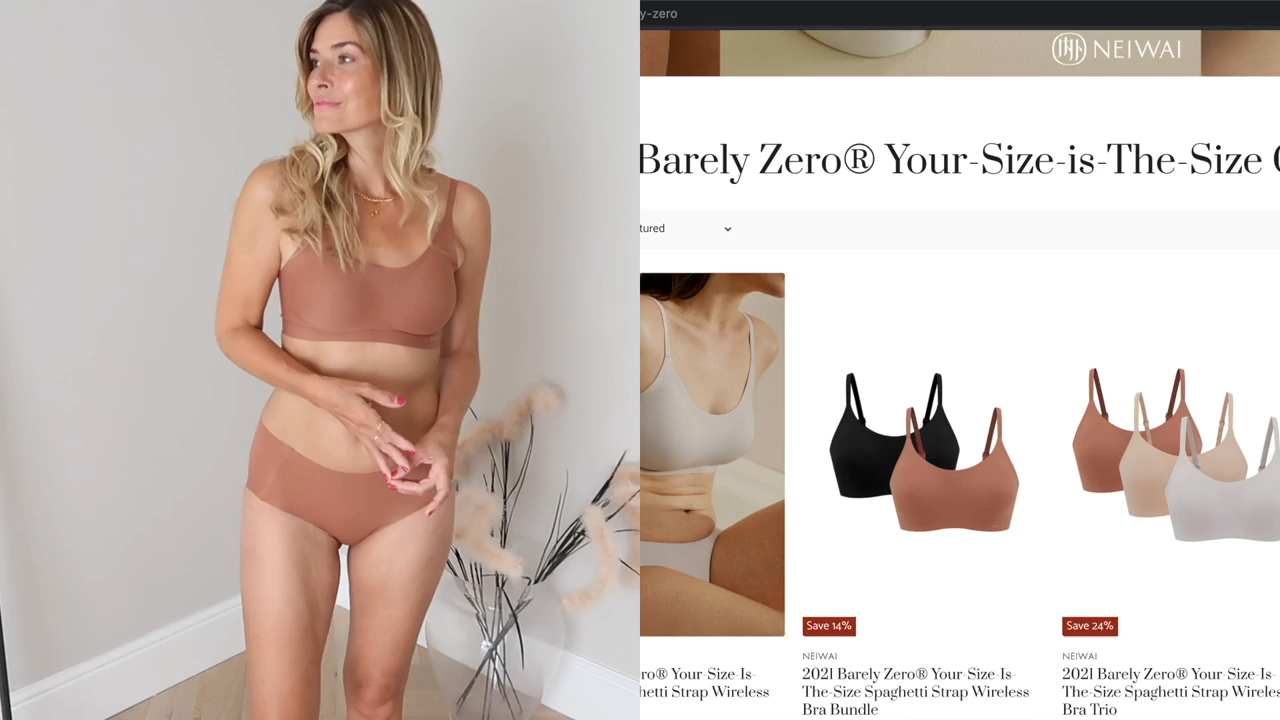 y-zero
NEIWAI
Barely Zero® Your-Size-is-The-Size
tured
Save 14%
Save 24%
ro® Your-Size-Is-
hetti Strap Wireless
NEIWAI
2021 Barely Zero® Your-Size-Is-
The-Size Spaghetti Strap Wireless
Bra Bundle
NEIWAI
2021 Barely Zero® Your-Size-Is-
The-Size Spaghetti Strap Wireles
Bra Trio